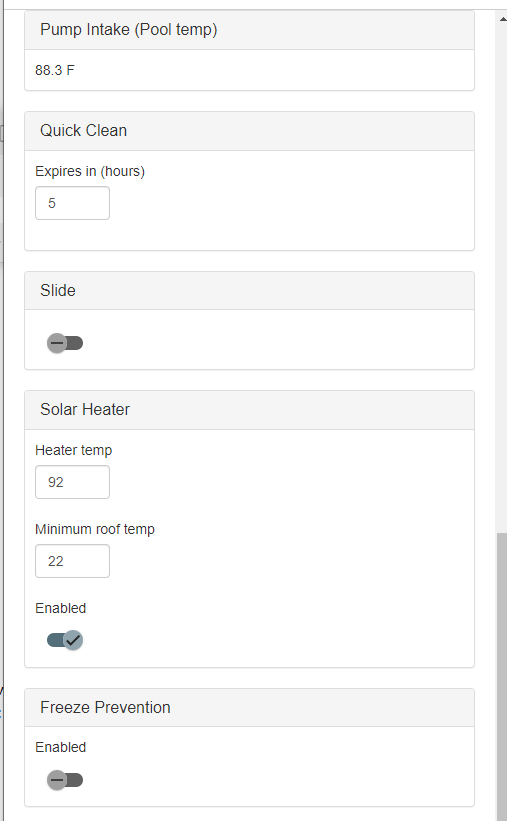 Pump Intake (Pool temp)
88.3 F
Quick Clean
Expires in (hours)
5
Slide
Solar Heater
Heater temp
92
Minimum roof temp
22
Enabled
Freeze Prevention
Enabled